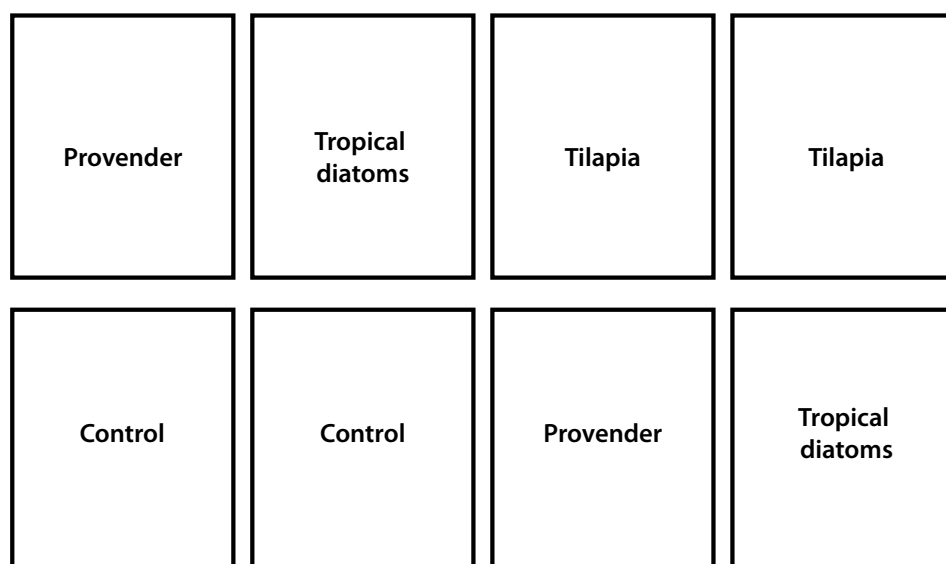 Provender
Tropical
diatoms
Tilapia
Tilapia
Control
Control
Provender
Tropical
diatoms